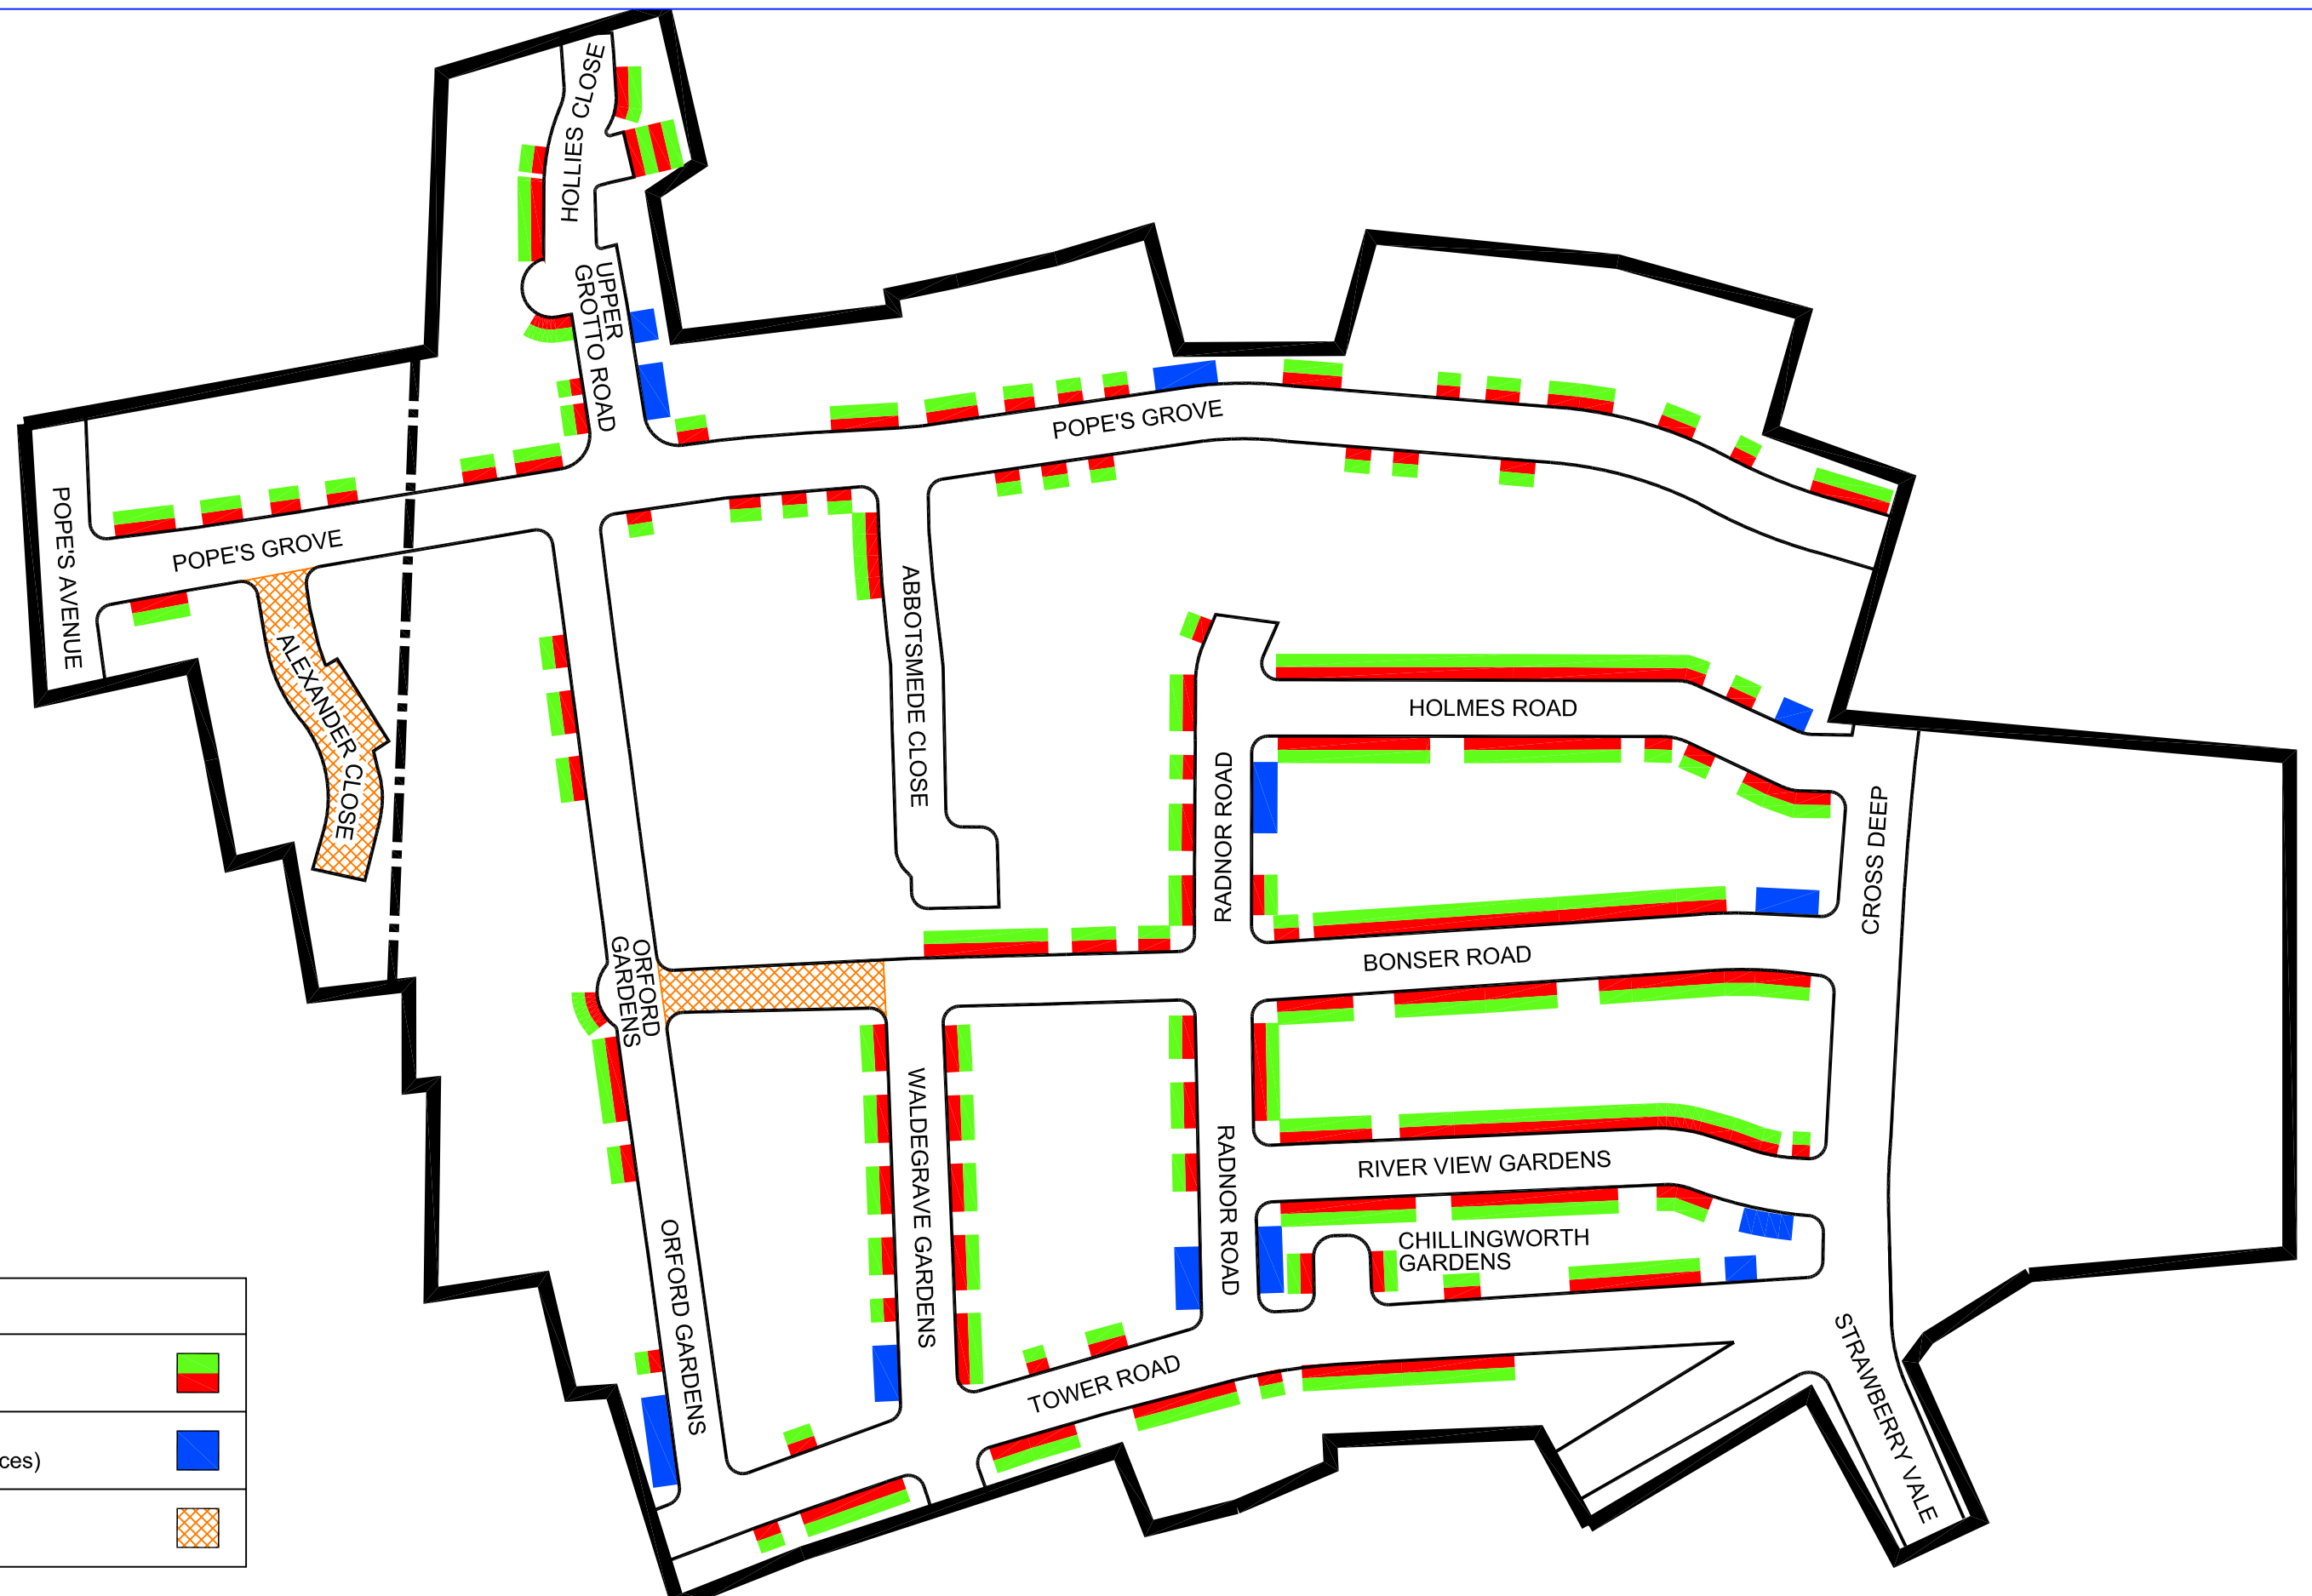 HOLLIES CLOSE
UPPER
GROTTO ROAD
POPE'S GROVE
POPE'S GROVE
POPE'S AVENUE
ALEXANDER CLOSE
ABBOTSMEDE CLOSE
HOLMES ROAD
RADNOR ROAD
CROSS DEEP
ORFORD
GARDENS
BONSER ROAD
WALDEGRAVE GARDENS
RADNOR ROAD
RIVER VIEW GARDENS
CHILLINGWORTH
GARDENS
ORFORD GARDENS
TOWER ROAD
STRAWBERRY VALE
ces)